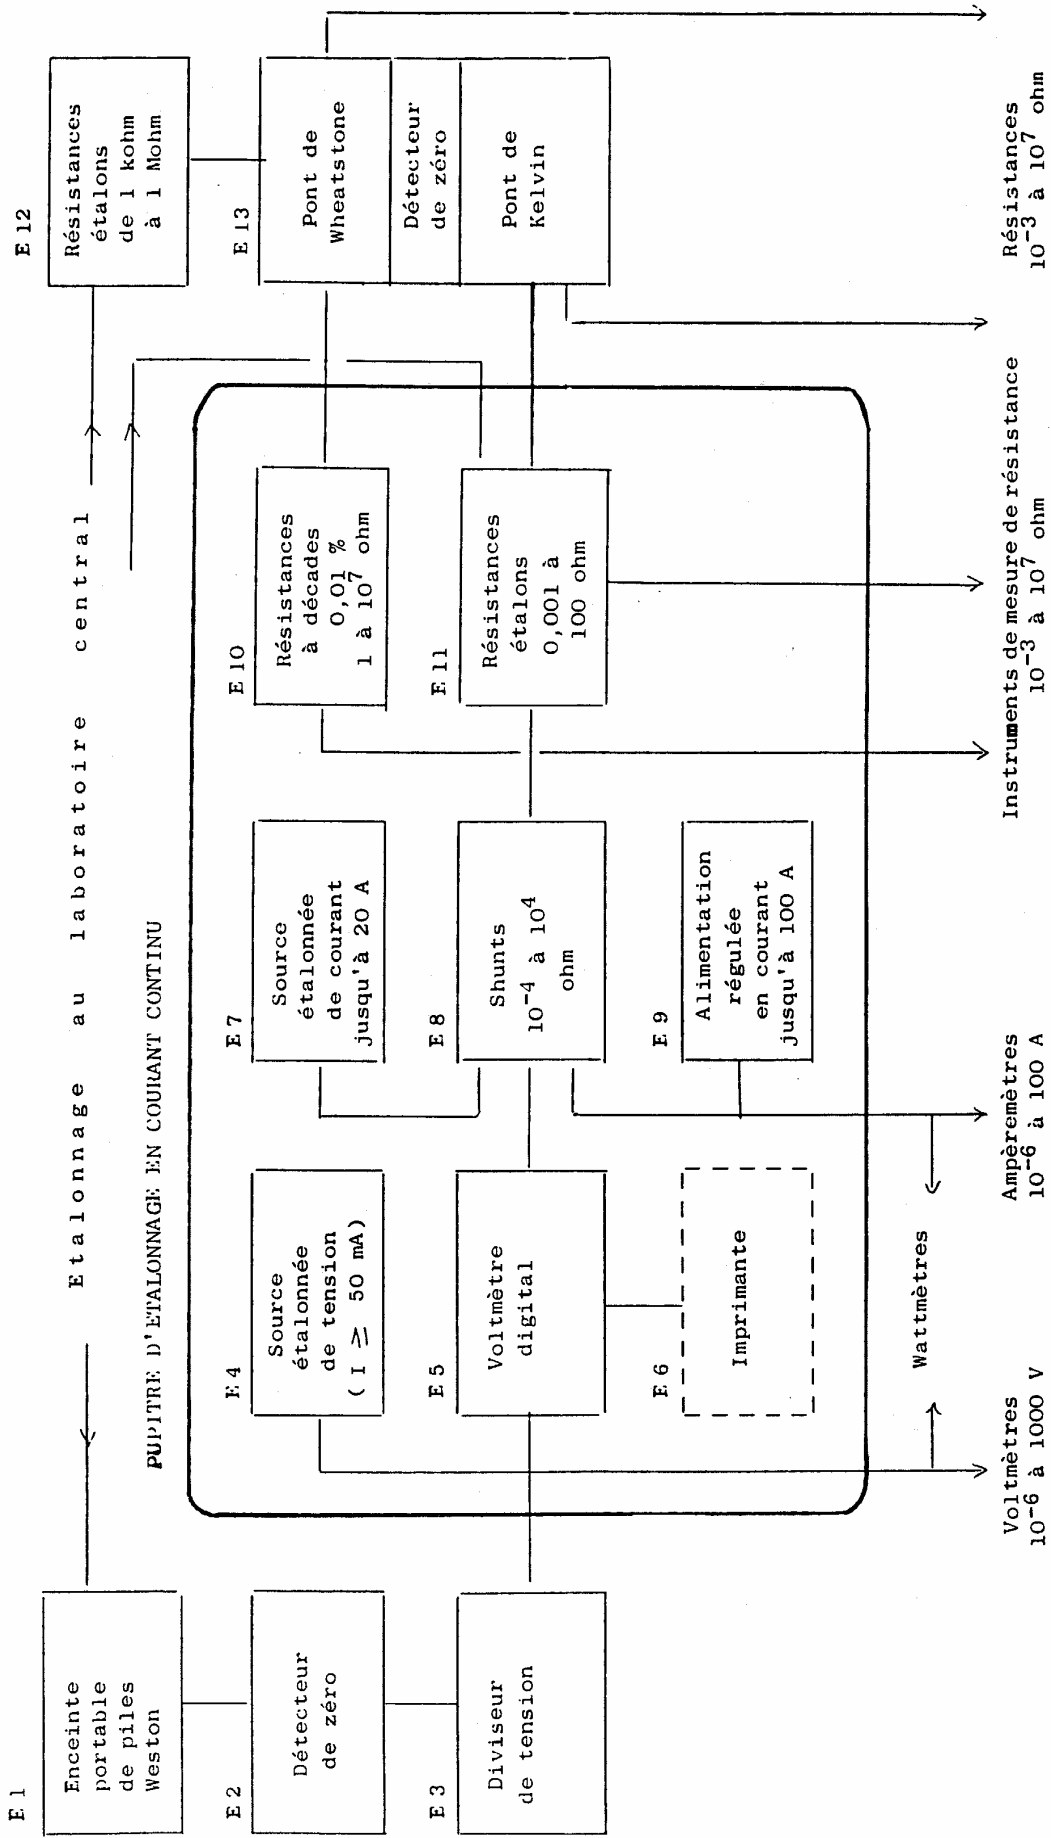 Etalonnage au laboratoire central
PUPITRE D'ETALONNAGE EN COURANT CONTINU
E 1
Enceinte
portable
de piles
Weston
E 2
Détecteur
de zéro
E 3
Diviseur
de tension
E 4
Source
étalonnée
de tension
( I ≥ 50 mA)
E 5
Voltmètre
digital
E 6
Imprimante
E 7
Source
étalonnée
de courant
jusqu'à 20 A
E 8
Shunts
10⁻⁴ à 10⁴
ohm
E 9
Alimentation
régulée
en courant
jusqu'à 100 A
E 10
Résistances
à décades
0,01 %
1 à 10⁷ ohm
E 11
Résistances
étalons
0,001 à
100 ohm
E 12
Résistances
étalons
de 1 kohm
à 1 Mohm
E 13
Pont de
Wheatstone
Détecteur
de zéro
Pont de
Kelvin
Wattmètres
Voltmètres
10⁻⁶ à 1000 V
Ampèremètres
10⁻⁶ à 100 A
Instruments de mesure de résistance
10⁻³ à 10⁷ ohm
Résistances
10⁻³ à 10⁷ ohm